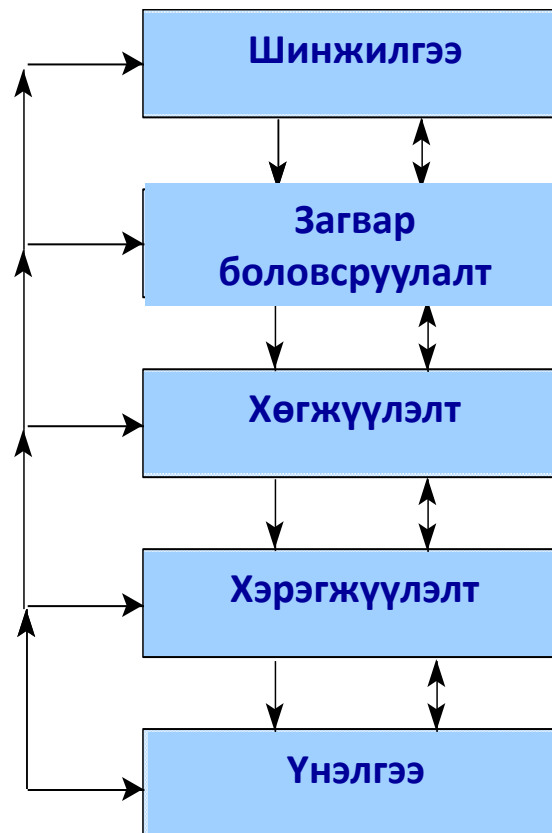 Шинжилгээ
Загвар
боловсруулалт
Хөгжүүлэлт
Хэрэгжүүлэлт
Үнэлгээ